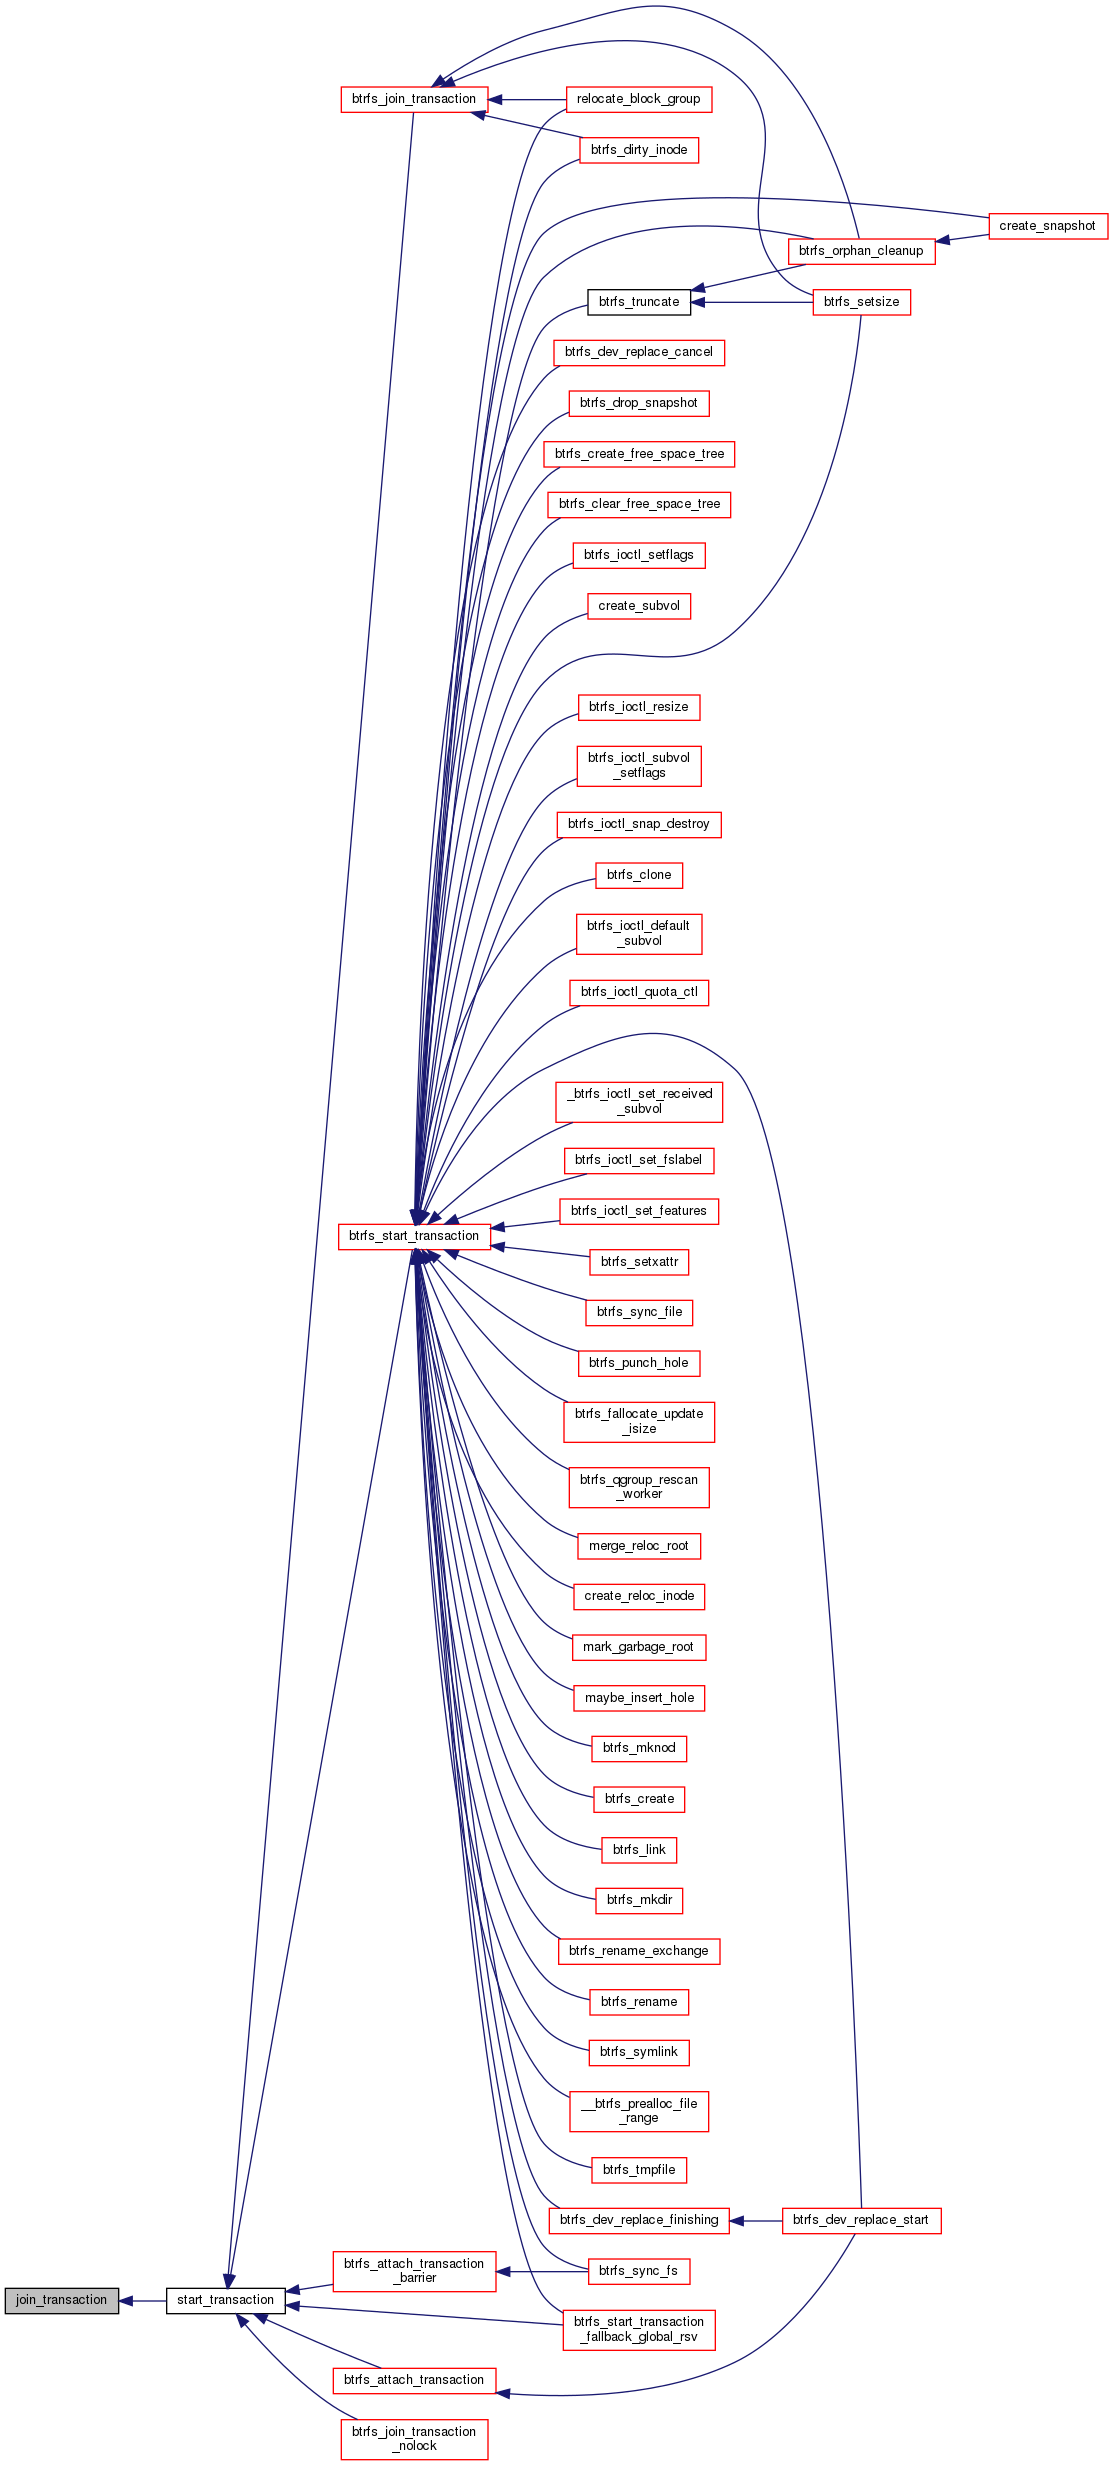 btrfs_join_transaction
relocate_block_group
btrfs_dirty_inode
create_snapshot
btrfs_orphan_cleanup
btrfs_truncate
btrfs_setsize
btrfs_dev_replace_cancel
btrfs_drop_snapshot
btrfs_create_free_space_tree
btrfs_clear_free_space_tree
btrfs_ioctl_setflags
create_subvol
btrfs_ioctl_resize
btrfs_ioctl_subvol
_setflags
btrfs_ioctl_snap_destroy
btrfs_clone
btrfs_ioctl_default
_subvol
btrfs_ioctl_quota_ctl
_btrfs_ioctl_set_received
_subvol
btrfs_ioctl_set_fslabel
btrfs_ioctl_set_features
btrfs_start_transaction
btrfs_setxattr
btrfs_sync_file
btrfs_punch_hole
btrfs_fallocate_update
_isize
btrfs_qgroup_rescan
_worker
merge_reloc_root
create_reloc_inode
mark_garbage_root
maybe_insert_hole
btrfs_mknod
btrfs_create
btrfs_link
btrfs_mkdir
btrfs_rename_exchange
btrfs_rename
btrfs_symlink
__btrfs_prealloc_file
_range
btrfs_tmpfile
btrfs_dev_replace_finishing
btrfs_dev_replace_start
btrfs_attach_transaction
_barrier
btrfs_sync_fs
join_transaction
start_transaction
btrfs_start_transaction
_fallback_global_rsv
btrfs_attach_transaction
btrfs_join_transaction
_nolock